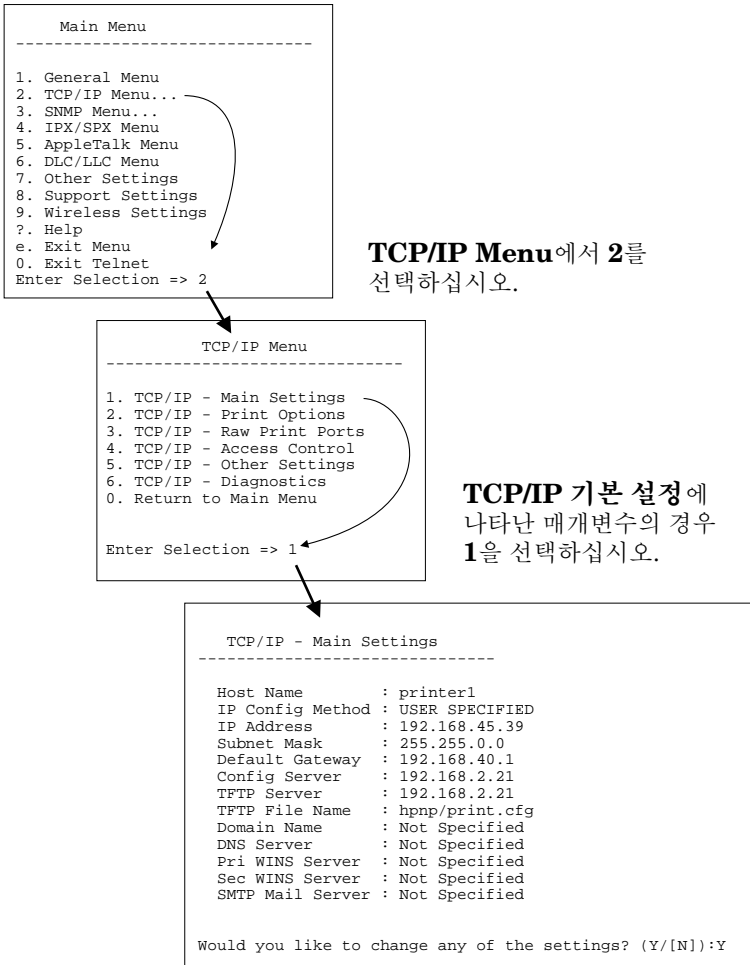 Main Menu
-------------------------------
1. General Menu
2. TCP/IP Menu...
3. SNMP Menu...
4. IPX/SPX Menu
5. AppleTalk Menu
6. DLC/LLC Menu
7. Other Settings
8. Support Settings
9. Wireless Settings
?. Help
e. Exit Menu
0. Exit Telnet
Enter Selection => 2
TCP/IP Menu에서 2를
선택하십시오.
TCP/IP Menu
-------------------------------
1. TCP/IP - Main Settings
2. TCP/IP - Print Options
3. TCP/IP - Raw Print Ports
4. TCP/IP - Access Control
5. TCP/IP - Other Settings
6. TCP/IP - Diagnostics
0. Return to Main Menu
Enter Selection => 1
TCP/IP 기본 설정에
나타난 매개변수의 경우
1을 선택하십시오.
TCP/IP - Main Settings
-------------------------------
Host Name : printer1
IP Config Method : USER SPECIFIED
IP Address : 192.168.45.39
Subnet Mask : 255.255.0.0
Default Gateway : 192.168.40.1
Config Server : 192.168.2.21
TFTP Server : 192.168.2.21
TFTP File Name : hpnp/print.cfg
Domain Name : Not Specified
DNS Server : Not Specified
Pri WINS Server : Not Specified
Sec WINS Server : Not Specified
SMTP Mail Server : Not Specified
Would you like to change any of the settings? (Y/[N]):Y